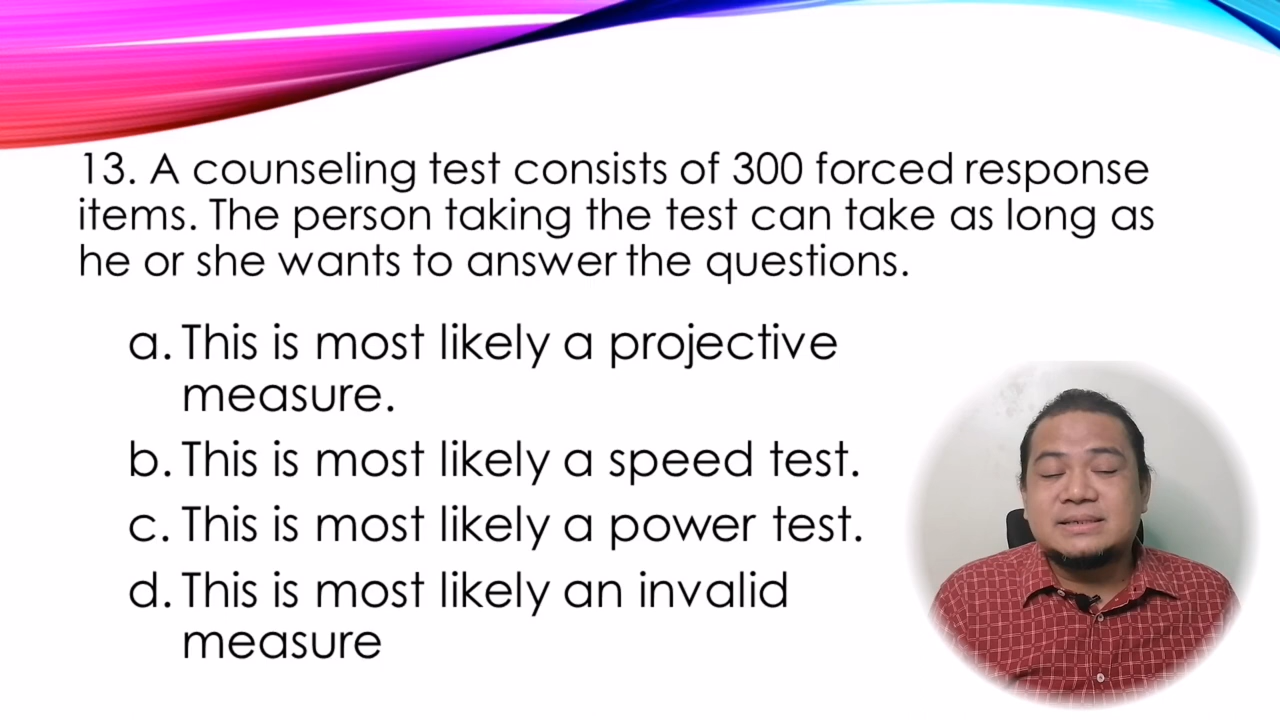 13. A counseling test consists of 300 forced response
items. The person taking the test can take as long as
he or she wants to answer the questions.
a. This is most likely a projective
measure.
b. This is most likely a speed test.
c. This is most likely a power test.
d. This is most likely an invalid
measure